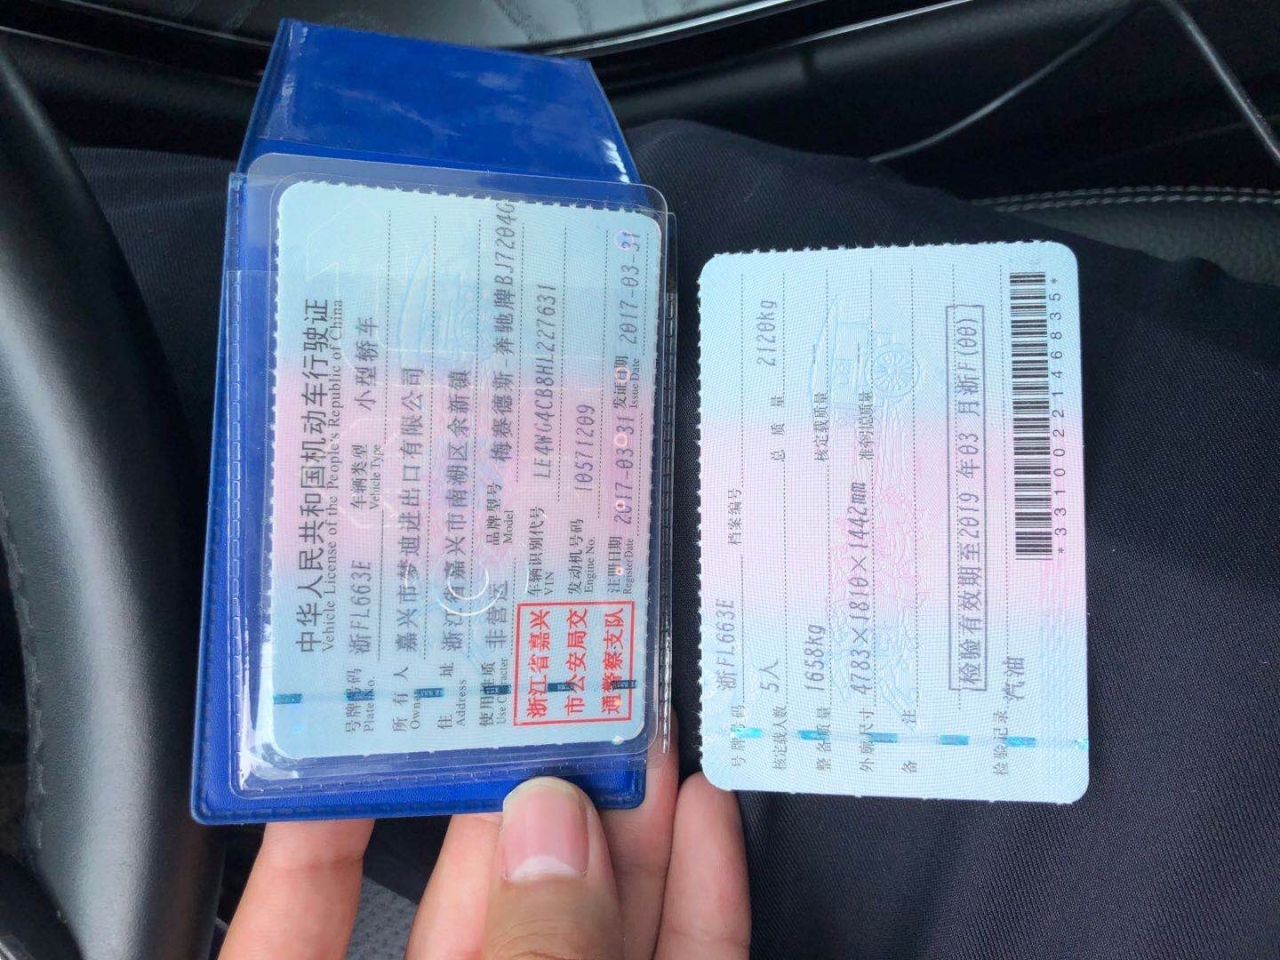 中华人民共和国机动车行驶证
Vehicle License of the People's Republic of China
号牌号码 浙FL663E 车辆类型 小型轿车
Plate No. Vehicle Type
所有人 嘉兴市梦迪进出口有限公司
Owner
住址 浙江省嘉兴市南湖区余新镇
Address
使用性质 非营运 品牌型号 梅赛德斯-奔驰牌BJ7204G
Use Character Model
车辆识别代号 LE4WG4CB8HL227631
VIN
发动机号码 10571209
Engine No.
注册日期 2017-03-31 发证日期 2017-03-31
Register Date Issue Date
浙江省嘉兴
市公安局交
通警察支队
号牌号码 浙FL663E 档案编号
核定载人数 5人 总质量 2120kg
整备质量 1658kg 核定载质量
外廓尺寸 4783×1810×1442mm 准牵引总质量
备注
检验有效期至2019年03月浙F(00)
检验记录 汽油
*3310022146835*